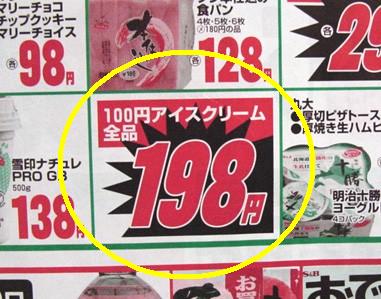 マリーチョコ
チップクッキー
マリーチョイス
各98円
食パン
4枚・5枚・6枚
¥180円の品
各128円
各
100円アイスクリーム
全品
198円
雪印ナチュレ
500g
138円
丸大
●厚切ピザトース
●厚焼き生ハムピ
明治十勝
ヨーグル
4コパック
S&B
お